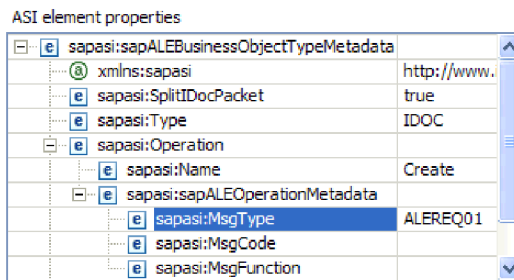 ASI element properties
sapasi:sapALEBusinessObjectTypeMetadata
xmlns:sapasi http://www.
sapasi:SplitIDocPacket true
sapasi:Type IDOC
sapasi:Operation
sapasi:Name Create
sapasi:sapALEOperationMetadata
sapasi:MsgType ALEREQ01
sapasi:MsgCode
sapasi:MsgFunction